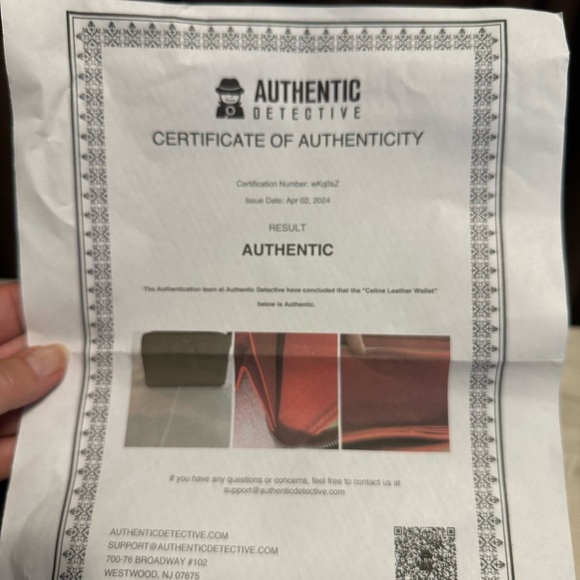 AUTHENTIC
DETECTIVE
CERTIFICATE OF AUTHENTICITY
Certification Number:
Issue Date: Apr 02, 2024
RESULT
AUTHENTIC
The Authentication team at Authentic Detective have concluded that the "Celine Leather Wallet"
below is Authentic.
If you have any questions or concerns, feel free to contact us at
support@authenticdetective.com
AUTHENTICDETECTIVE.COM
SUPPORT@AUTHENTICDETECTIVE.COM
700-76 BROADWAY #102
WESTWOOD, NJ 07675